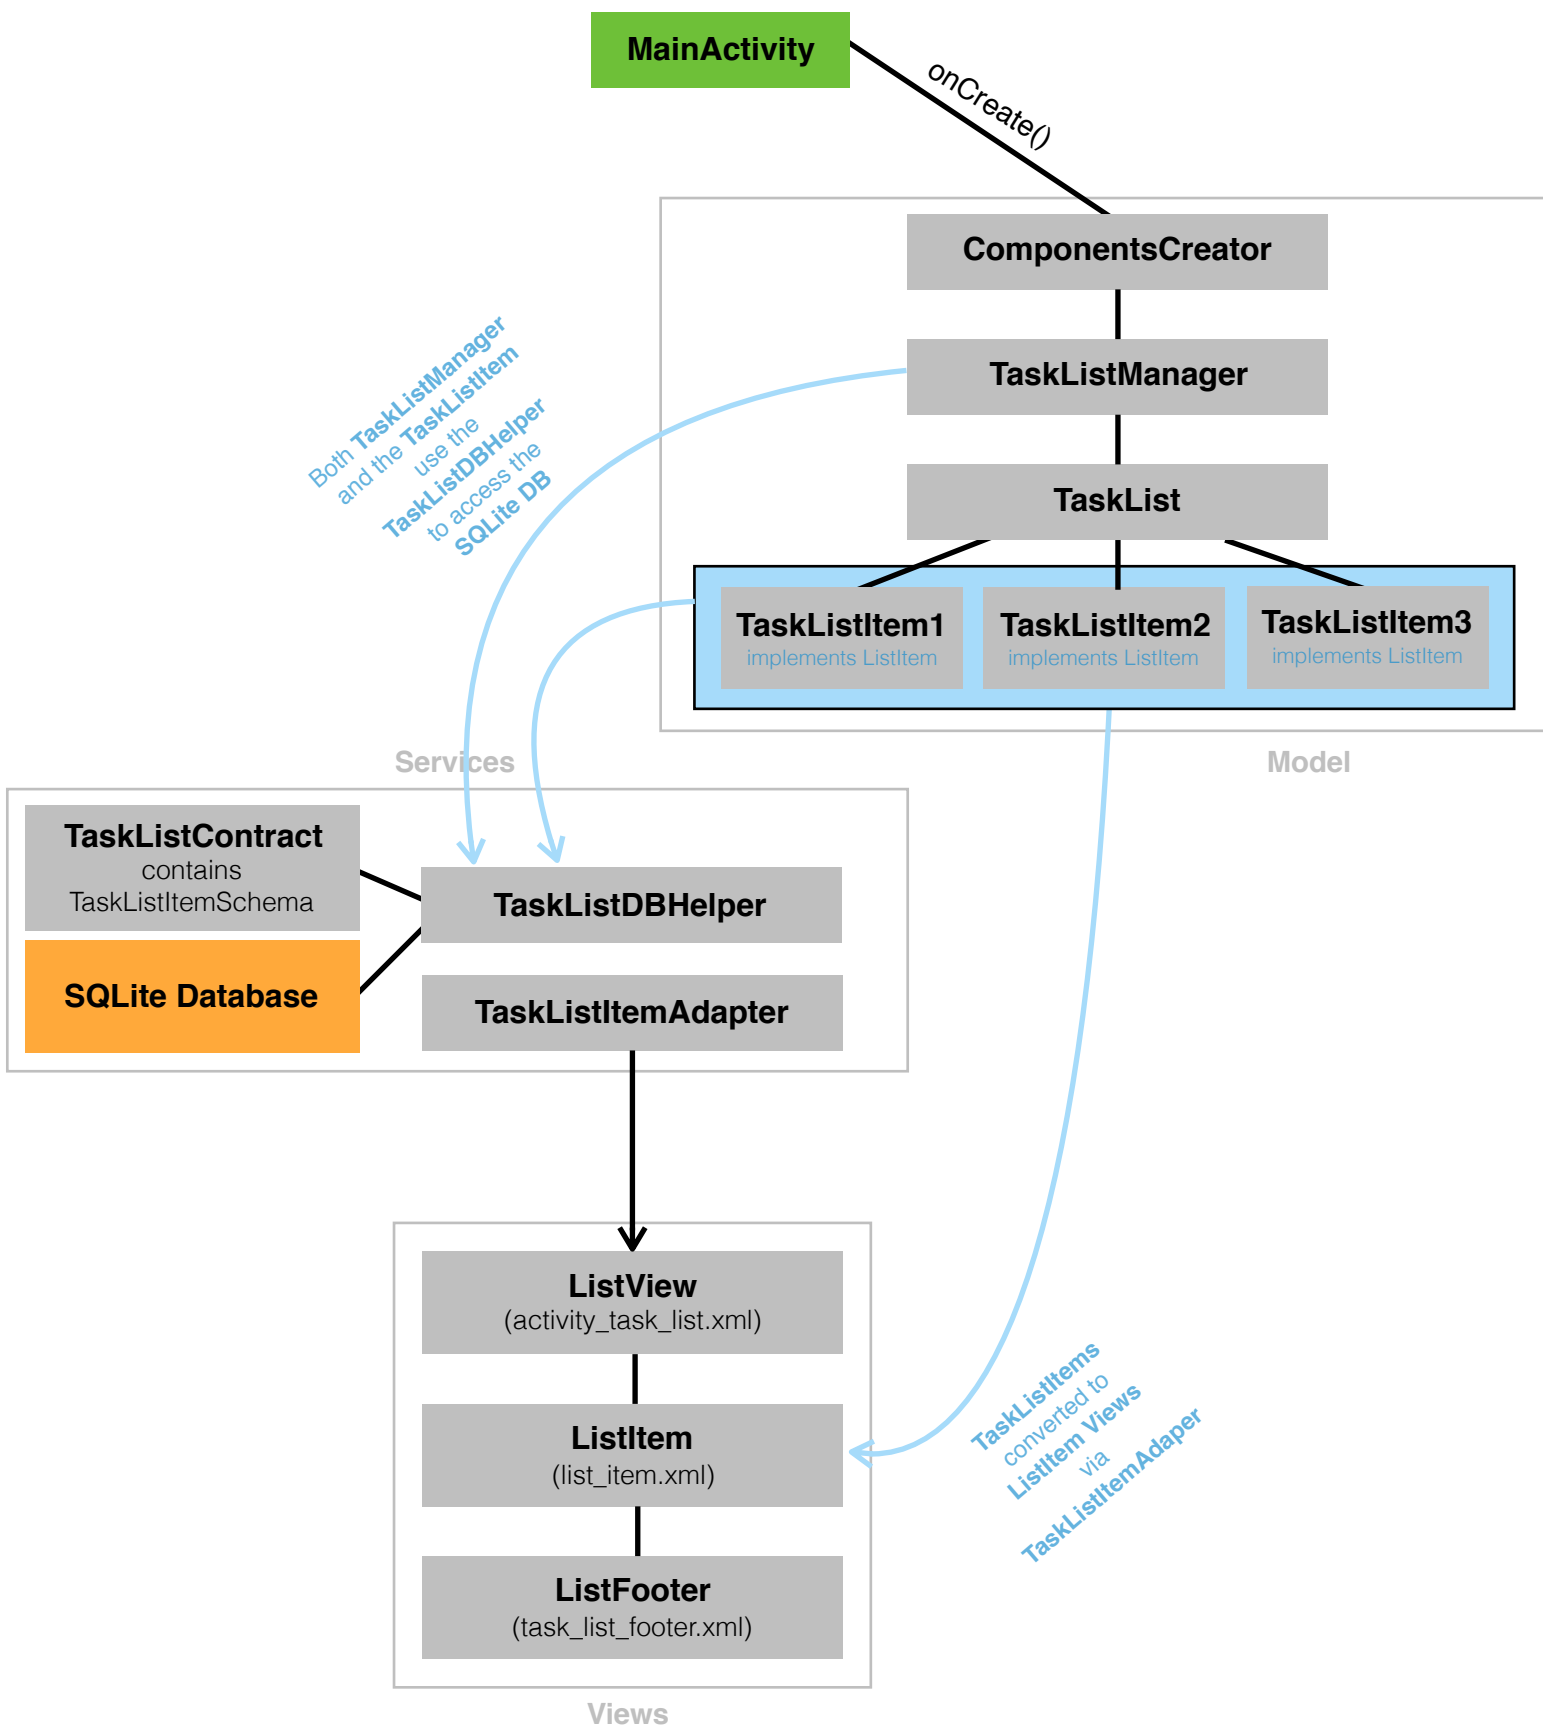 MainActivity
onCreate()
ComponentsCreator
TaskListManager
TaskList
TaskListItem1
implements ListItem
TaskListItem2
implements ListItem
TaskListItem3
implements ListItem
Model
Both TaskListManager
and the TaskListItem
use the
TaskListDBHelper
to access the
SQLite DB
Services
TaskListContract
contains
TaskListItemSchema
SQLite Database
TaskListDBHelper
TaskListItemAdapter
ListView
(activity_task_list.xml)
ListItem
(list_item.xml)
ListFooter
(task_list_footer.xml)
Views
TaskListItems
converted to
ListItem Views
via
TaskListItemAdaper